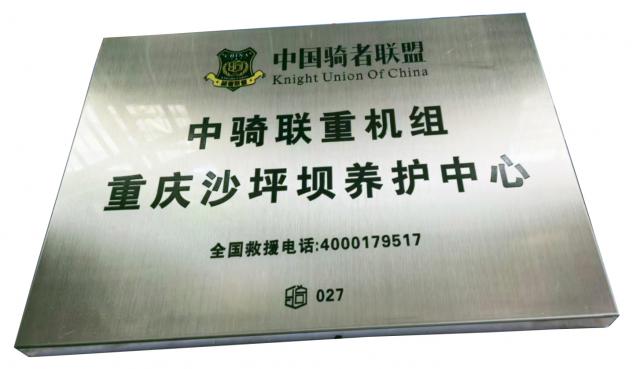 CHINA
中国骑者联盟
Knight Union Of China
中骑联重机组
重庆沙坪坝养护中心
全国救援电话:4000179517
027